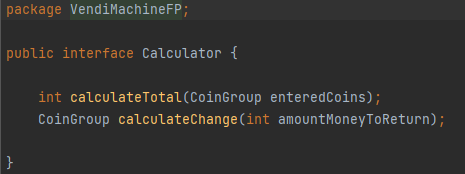 package VendiMachineFP;
public interface Calculator {
int calculateTotal(CoinGroup enteredCoins);
CoinGroup calculateChange(int amountMoneyToReturn);
}